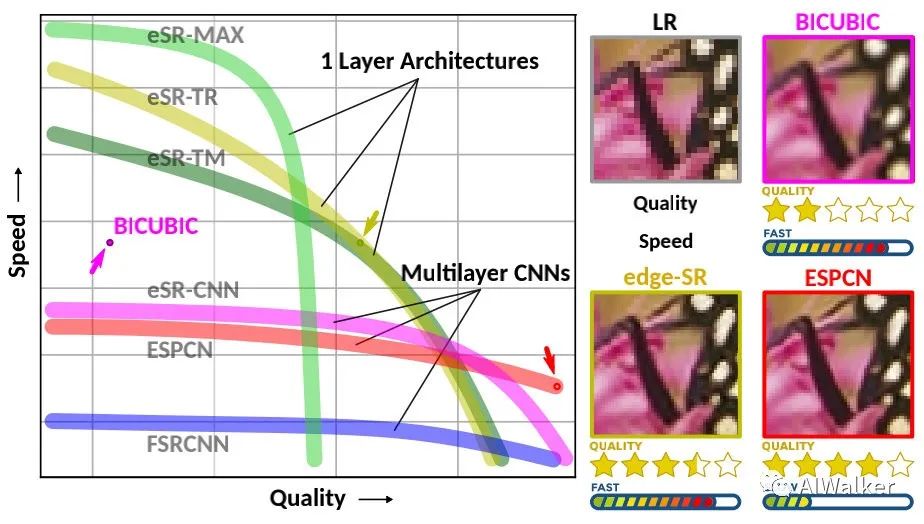 eSR-MAX
1 Layer Architectures
eSR-TR
eSR-TM
BICUBIC
Multilayer CNNs
eSR-CNN
ESPCN
FSRCNN
Speed
Quality
LR
BICUBIC
Quality
Speed
QUALITY
FAST
edge-SR
ESPCN
QUALITY
FAST
QUALITY
AIWalker